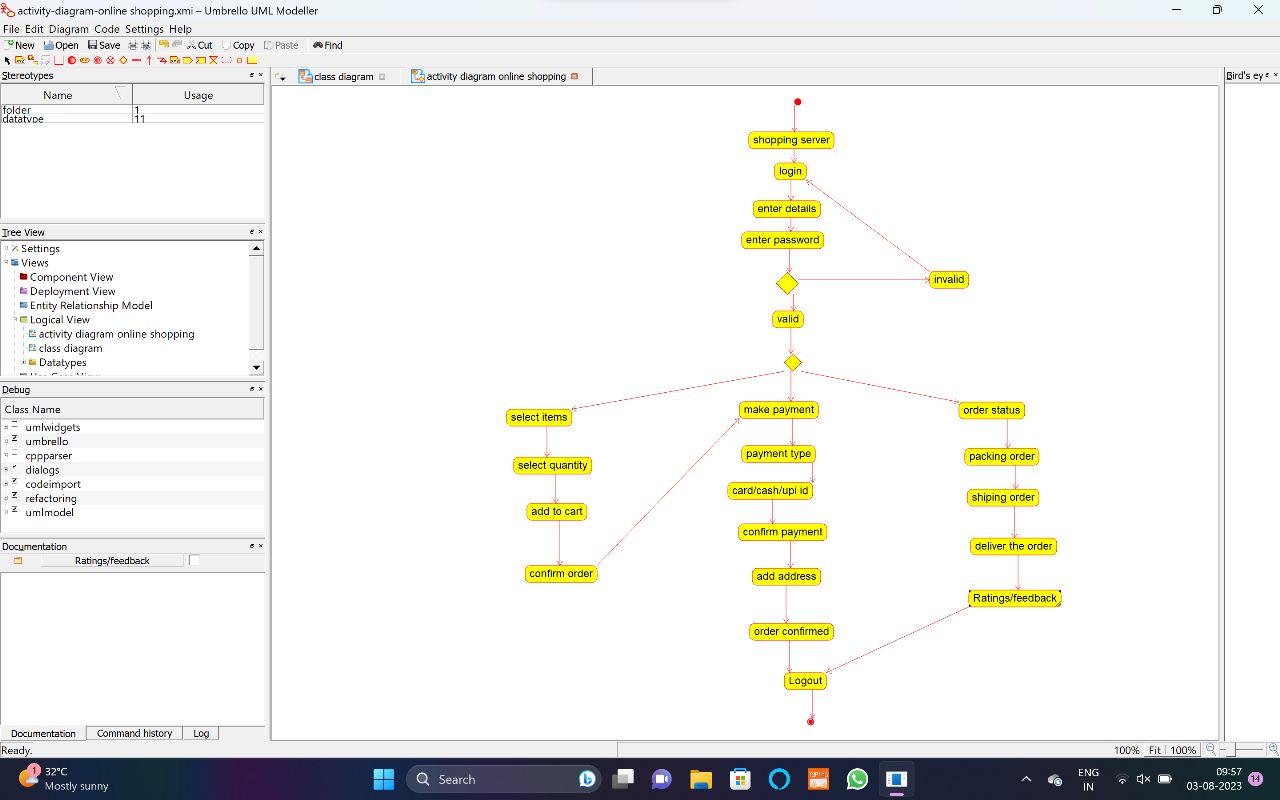 activity-diagram-online shopping.xmi – Umbrello UML Modeller
File Edit Diagram Code Settings Help
New Open Save Cut Copy Paste Find
Stereotypes
Name Usage
folder 1
datatype 11
Tree View
Settings
Views
Component View
Deployment View
Entity Relationship Model
Logical View
activity diagram online shopping
class diagram
Datatypes
Debug
Class Name
umlwidgets
umbrello
cppparser
dialogs
codeimport
refactoring
umlmodel
Documentation
Ratings/feedback
Documentation Command history Log
Ready.
class diagram
activity diagram online shopping
Bird's ey
shopping server
login
enter details
enter password
invalid
valid
select items
make payment
order status
select quantity
payment type
packing order
add to cart
card/cash/upi id
shiping order
confirm order
confirm payment
deliver the order
add address
Ratings/feedback
order confirmed
Logout
100% Fit 100%
1
32°C
Mostly sunny
Search
ENG
IN
09:57
03-08-2023
14